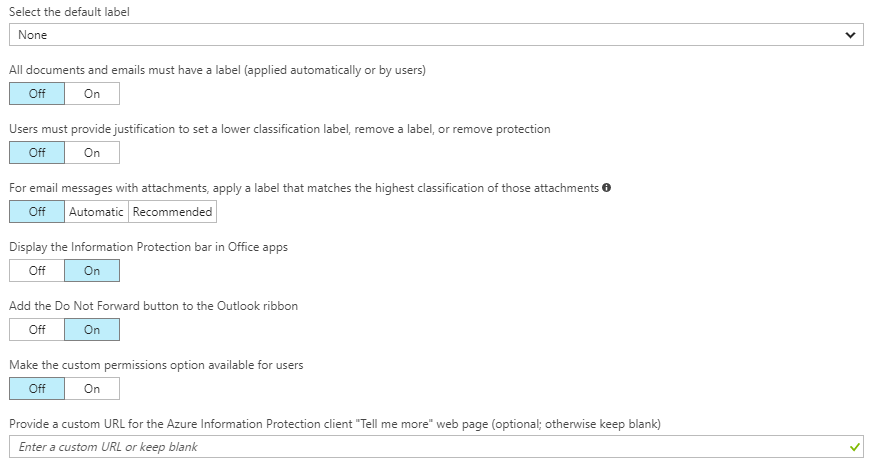 Select the default label
None
All documents and emails must have a label (applied automatically or by users)
Off On
Users must provide justification to set a lower classification label, remove a label, or remove protection
Off On
For email messages with attachments, apply a label that matches the highest classification of those attachments
Off Automatic Recommended
Display the Information Protection bar in Office apps
Off On
Add the Do Not Forward button to the Outlook ribbon
Off On
Make the custom permissions option available for users
Off On
Provide a custom URL for the Azure Information Protection client "Tell me more" web page (optional; otherwise keep blank)
Enter a custom URL or keep blank